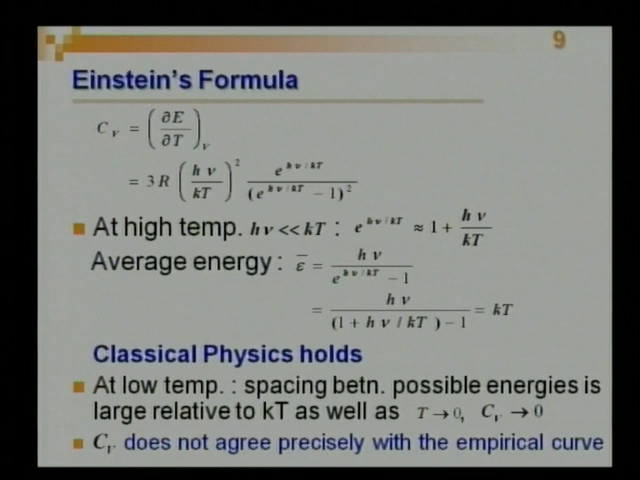 9
Einstein's Formula
C_V = (∂E/∂T)_V
= 3R (hν/kT)² e^{hν/kT}/(e^{hν/kT} − 1)²
At high temp. hν << kT : e^{hν/kT} ≈ 1 + hν/kT
Average energy : ε̄ = hν/(e^{hν/kT} − 1)
= hν/((1 + hν/kT) − 1) = kT
Classical Physics holds
At low temp. : spacing betn. possible energies is
large relative to kT as well as T → 0, C_V → 0
C_V does not agree precisely with the empirical curve